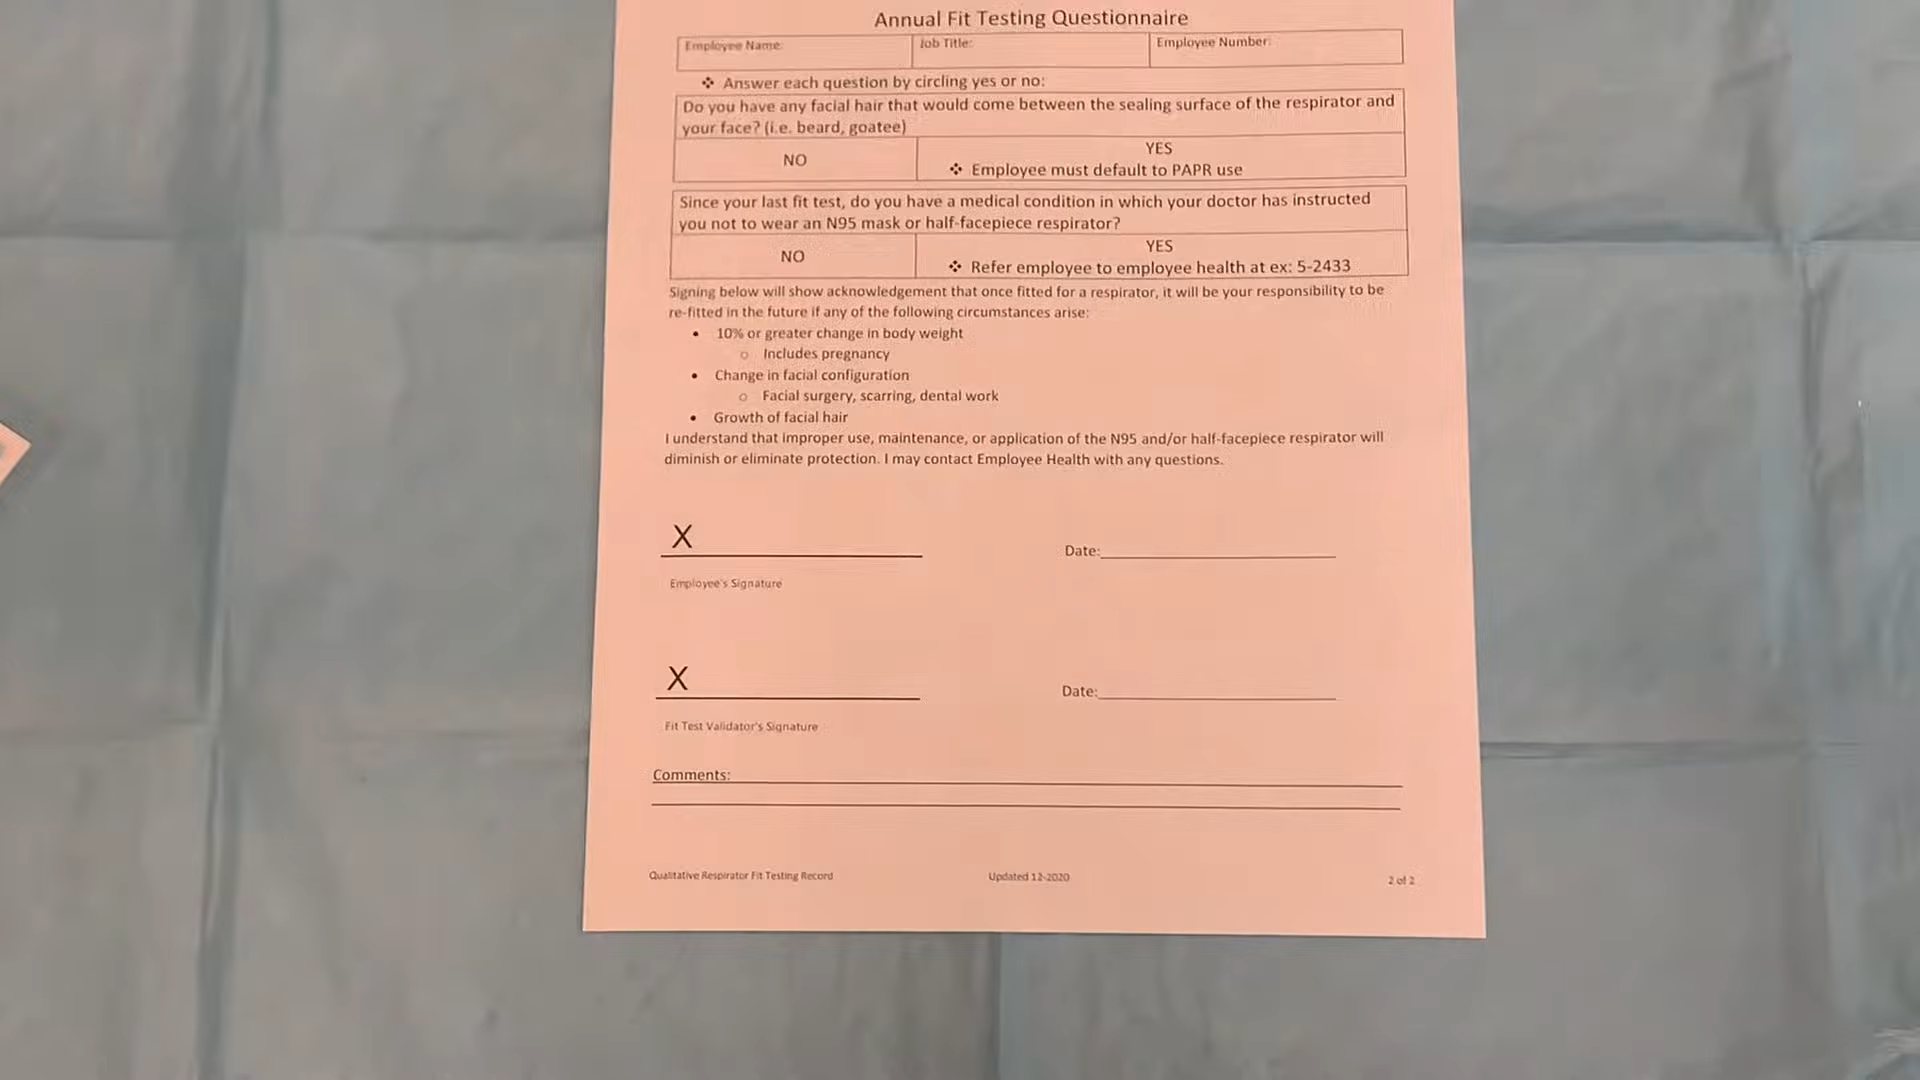 Annual Fit Testing Questionnaire
Employee Name: Job Title: Employee Number:
❖ Answer each question by circling yes or no:
Do you have any facial hair that would come between the sealing surface of the respirator and
your face? (i.e. beard, goatee)
NO
YES
❖ Employee must default to PAPR use
Since your last fit test, do you have a medical condition in which your doctor has instructed
you not to wear an N95 mask or half-facepiece respirator?
NO
YES
❖ Refer employee to employee health at ex: 5-2433
Signing below will show acknowledgement that once fitted for a respirator, it will be your responsibility to be
re-fitted in the future if any of the following circumstances arise:
• 10% or greater change in body weight
o Includes pregnancy
• Change in facial configuration
o Facial surgery, scarring, dental work
• Growth of facial hair
I understand that improper use, maintenance, or application of the N95 and/or half-facepiece respirator will
diminish or eliminate protection. I may contact Employee Health with any questions.
X Date:
Employee's Signature
X Date:
Fit Test Validator's Signature
Comments:
Qualitative Respirator Fit Testing Record Updated 12-2020 2 of 2